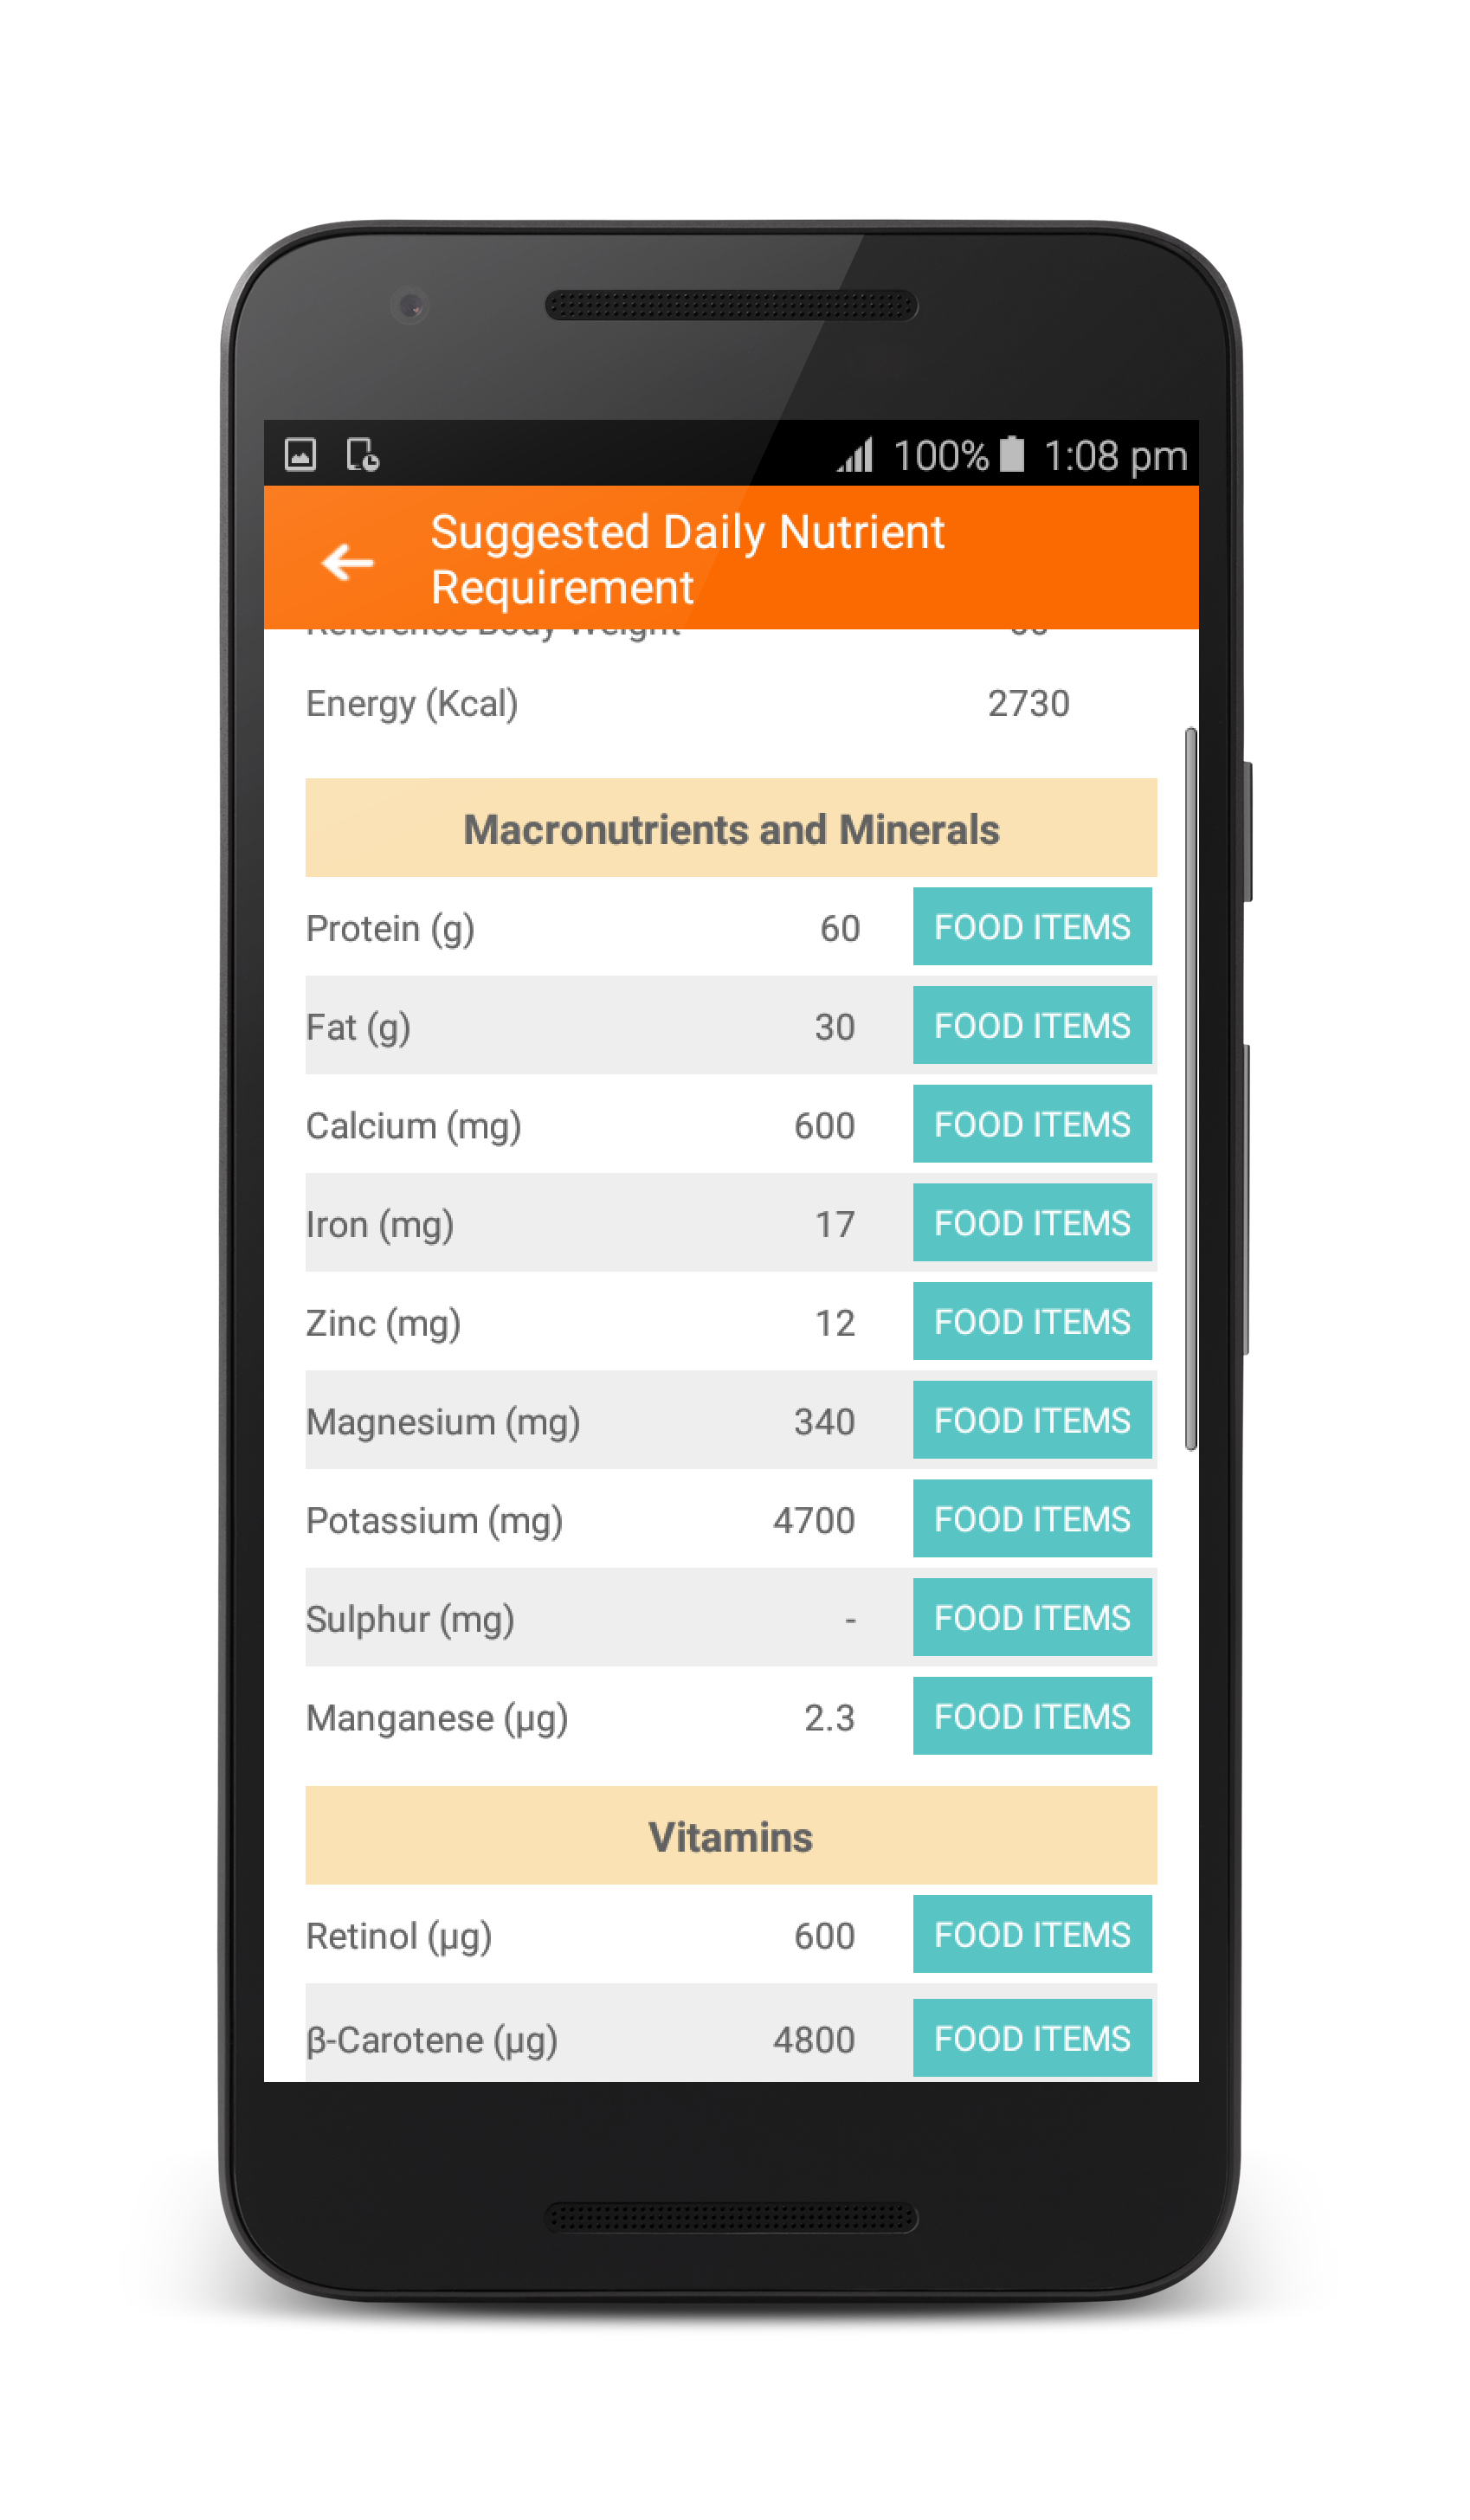 100% 1:08 pm
Suggested Daily Nutrient
Requirement
Reference Body Weight
Energy (Kcal) 2730
Macronutrients and Minerals
Protein (g) 60 FOOD ITEMS
Fat (g) 30 FOOD ITEMS
Calcium (mg) 600 FOOD ITEMS
Iron (mg) 17 FOOD ITEMS
Zinc (mg) 12 FOOD ITEMS
Magnesium (mg) 340 FOOD ITEMS
Potassium (mg) 4700 FOOD ITEMS
Sulphur (mg) - FOOD ITEMS
Manganese (µg) 2.3 FOOD ITEMS
Vitamins
Retinol (µg) 600 FOOD ITEMS
β-Carotene (µg) 4800 FOOD ITEMS